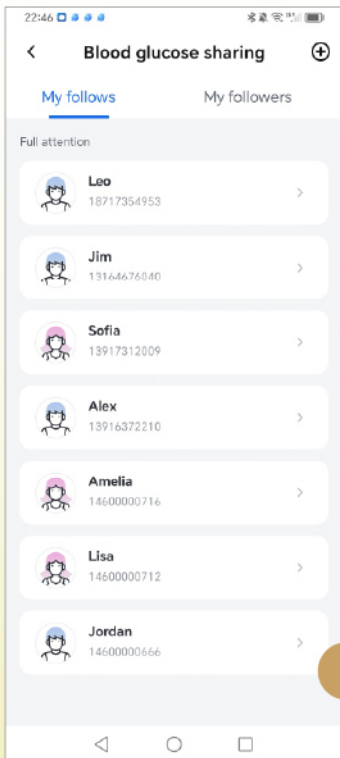 22:46
Blood glucose sharing
My follows
My followers
Full attention
Leo
18717354953
Jim
13164676040
Sofia
13917312009
Alex
13916372210
Amelia
14600000716
Lisa
14600000712
Jordan
14600000666